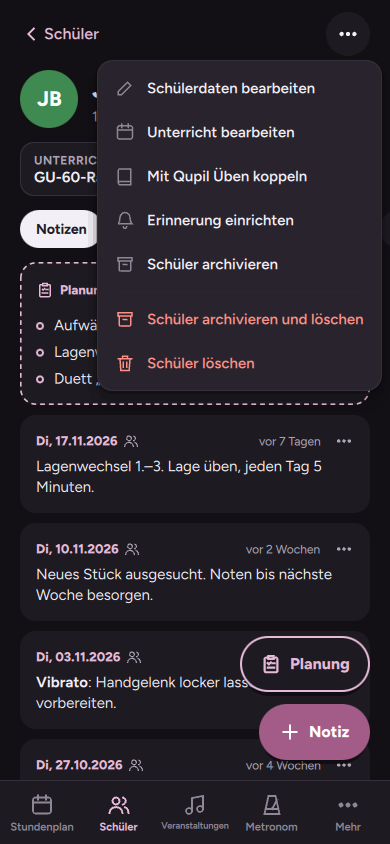 Schüler
JB
Schülerdaten bearbeiten
Unterricht bearbeiten
Mit Qupil Üben koppeln
Erinnerung einrichten
Schüler archivieren
Schüler archivieren und löschen
Schüler löschen
GU-60-R
Notizen
Duett
Di, 17.11.2026 vor 7 Tagen
Lagenwechsel 1.–3. Lage üben, jeden Tag 5
Minuten.
Di, 10.11.2026 vor 2 Wochen
Neues Stück ausgesucht. Noten bis nächste
Woche besorgen.
Di, 03.11.2026
Vibrato: Handgelenk locker lass
vorbereiten.
Planung
Notiz
Di, 27.10.2026 vor 4 Wochen
Stundenplan
Schüler
Veranstaltungen
Metronom
Mehr